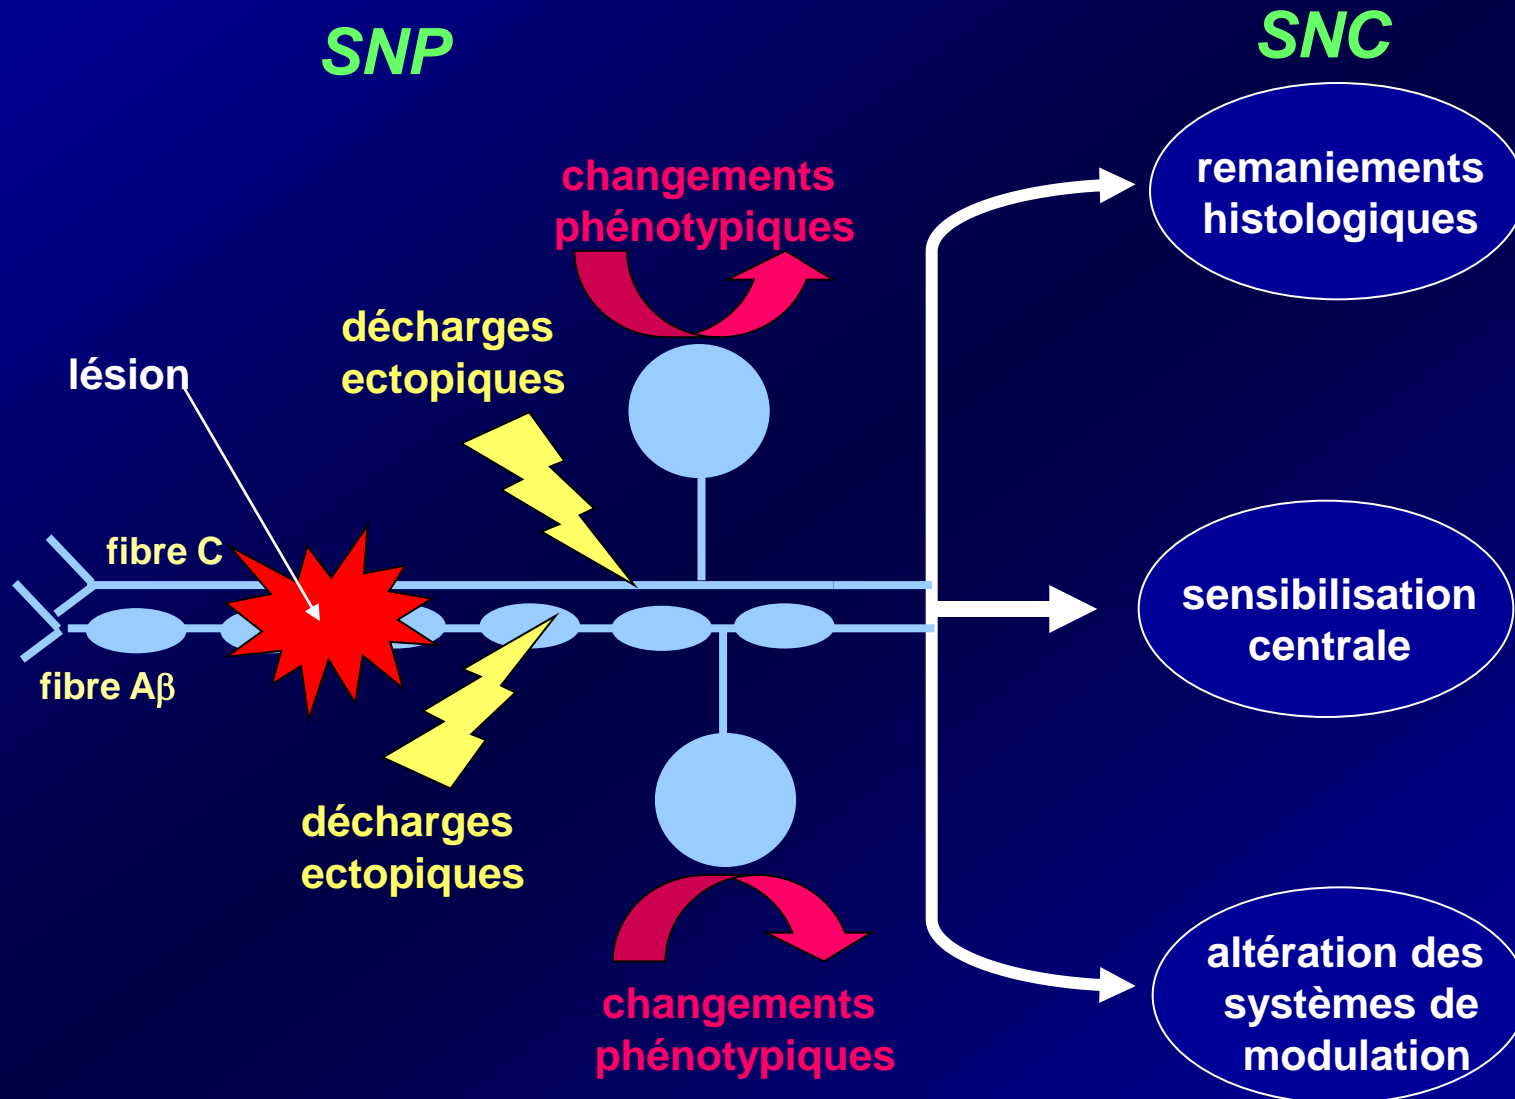 SNP
SNC
changements
phénotypiques
remaniements
histologiques
décharges
ectopiques
lésion
fibre C
fibre Aβ
sensibilisation
centrale
décharges
ectopiques
changements
phénotypiques
altération des
systèmes de
modulation